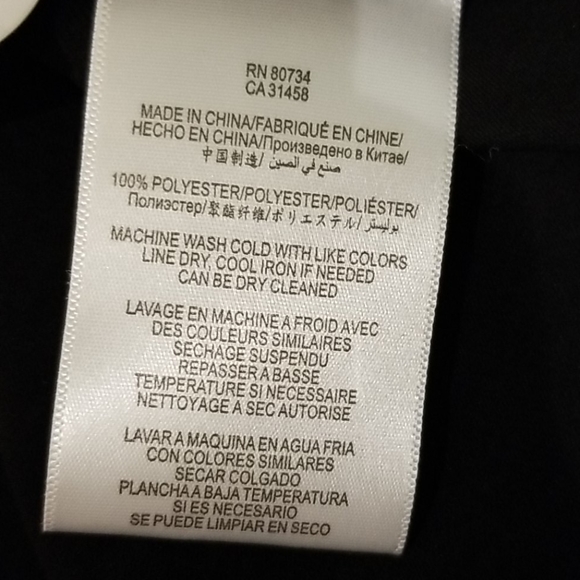 RN 80734
CA 31458
MADE IN CHINA/FABRIQUÉ EN CHINE/
HECHO EN CHINA/Произведено в Китае/
中国制造/ صنع في الصين/
100% POLYESTER/POLYESTER/POLIÉSTER/
Полиэстер/聚酯纤维/ポリエステル/ بوليستر/
MACHINE WASH COLD WITH LIKE COLORS
LINE DRY, COOL IRON IF NEEDED
CAN BE DRY CLEANED
LAVAGE EN MACHINE A FROID AVEC
DES COULEURS SIMILAIRES
SECHAGE SUSPENDU
REPASSER A BASSE
TEMPERATURE SI NECESSAIRE
NETTOYAGE A SEC AUTORISE
LAVAR A MAQUINA EN AGUA FRIA
CON COLORES SIMILARES
SECAR COLGADO
PLANCHA A BAJA TEMPERATURA
SI ES NECESARIO
SE PUEDE LIMPIAR EN SECO